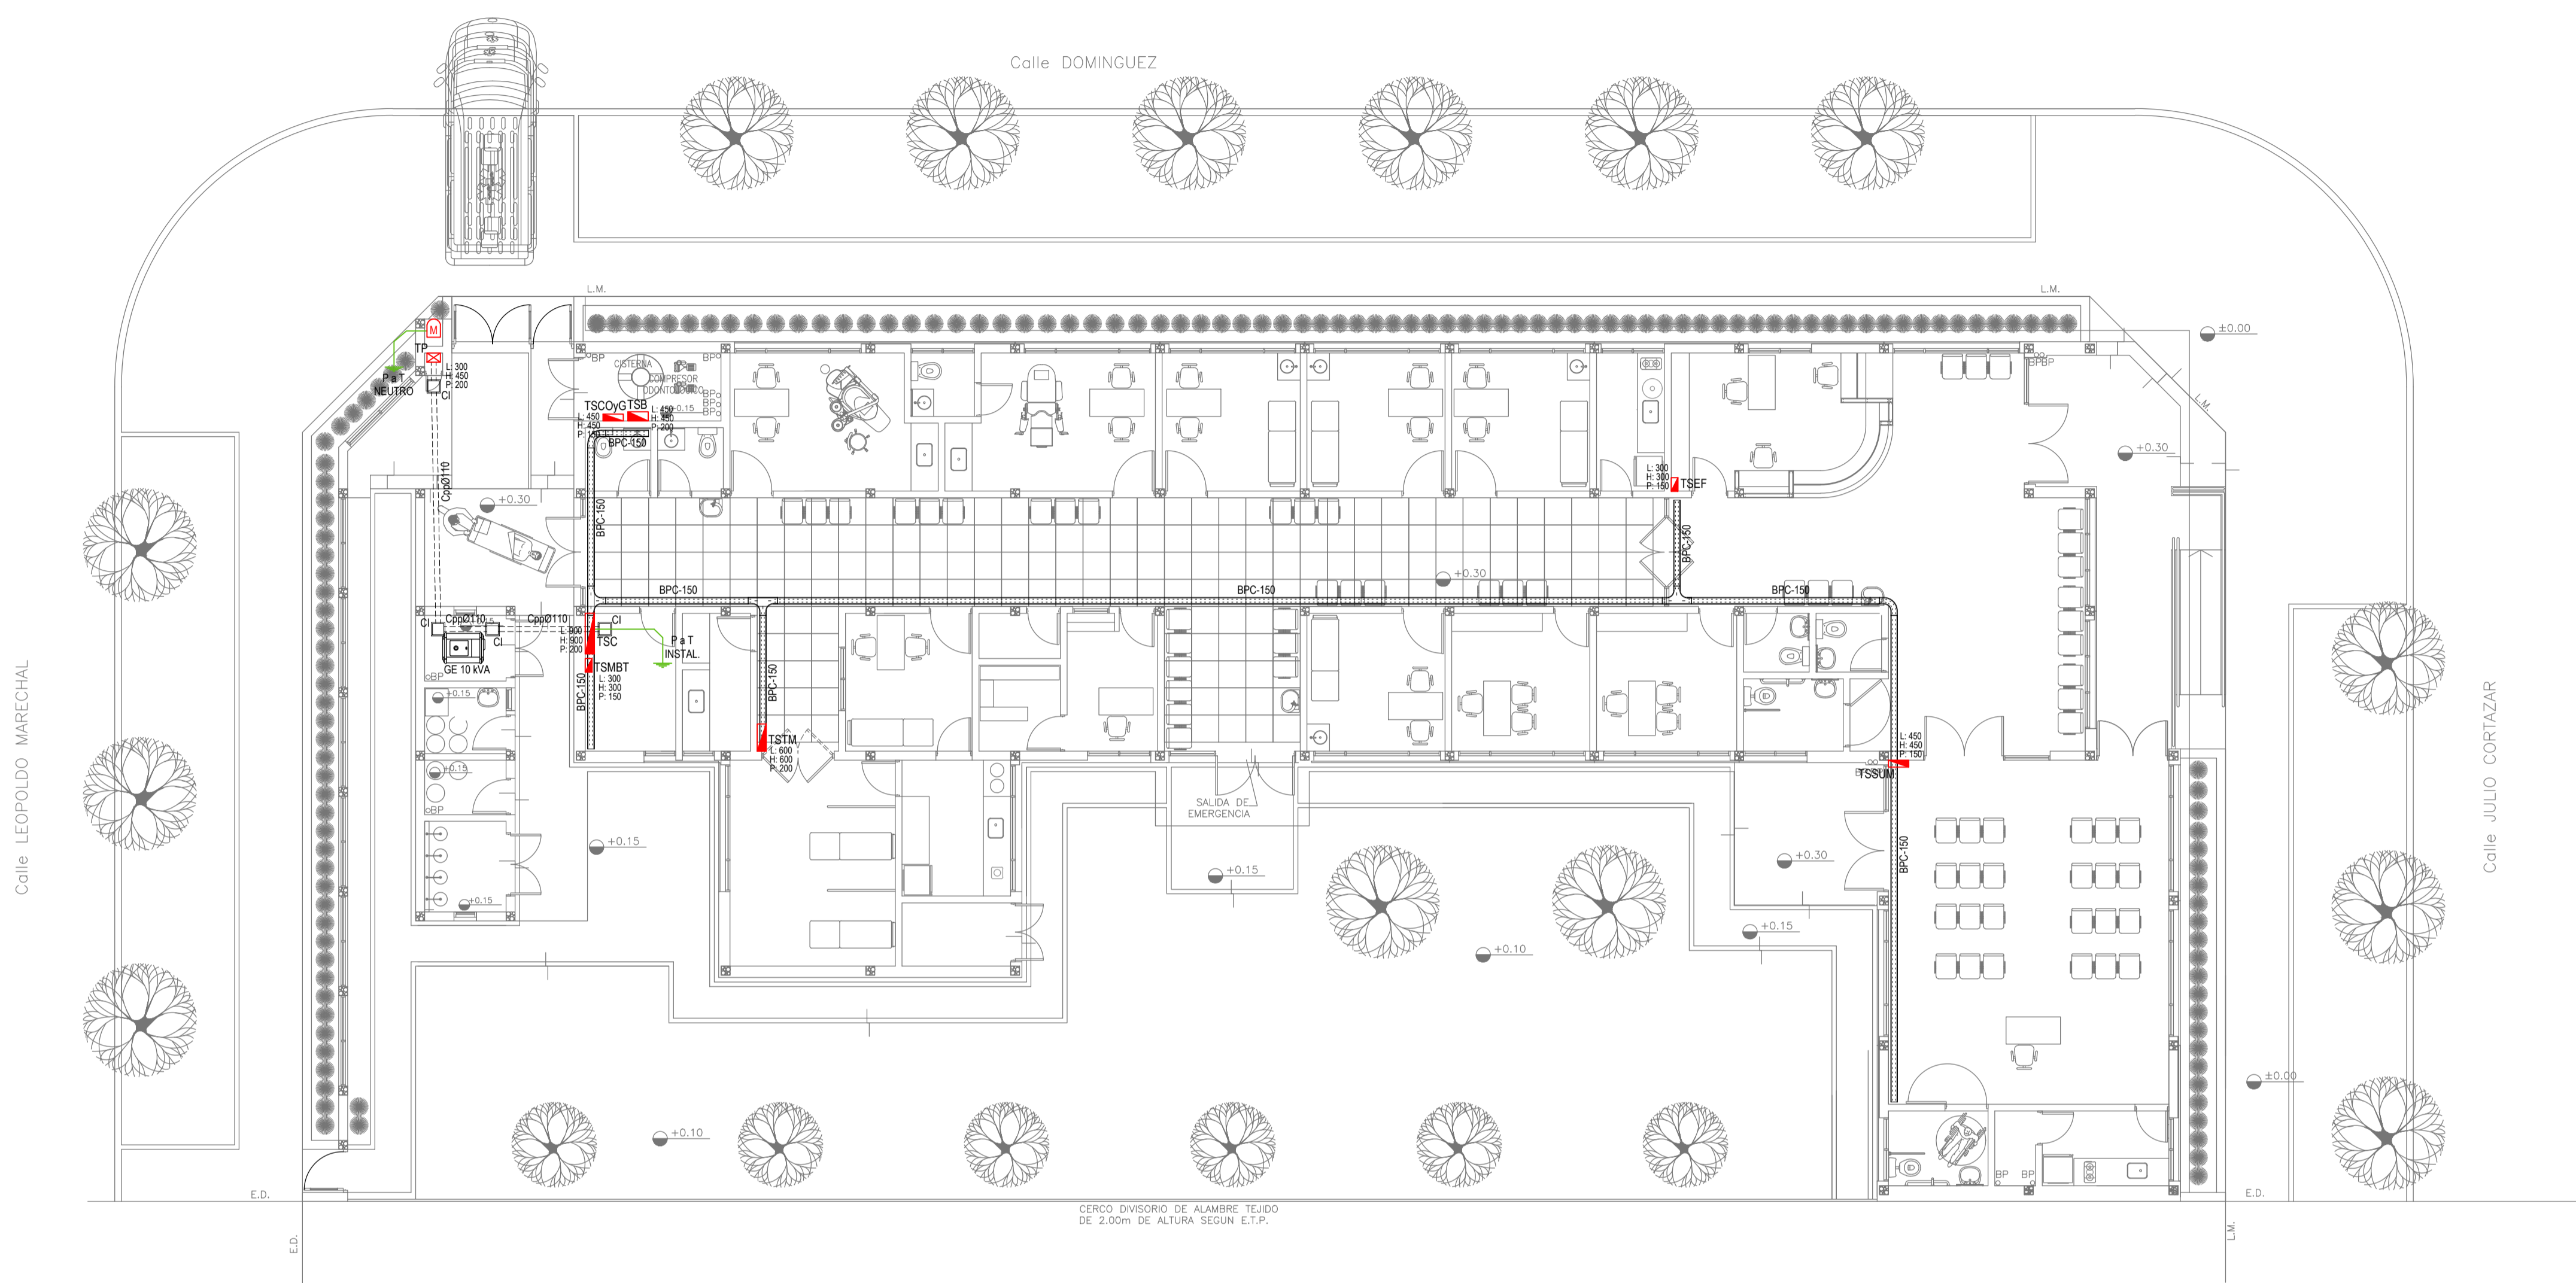 Calle DOMINGUEZ
L.M.
L.M.
±0.00
M
TP
L: 300
H: 450
P: 200
P a T
NEUTRO
CI
BP
CISTERNA
BP
COMPRESOR
ODONTOLOGICO
BP
BP
BP
BPBP
L.M.
TSCOyG
TSB
L: 450
H: 450
P: 150
L: 450
H: 450
P: 200
+0.15
BPC-150
+0.30
CppØ110
+0.30
BPC-150
L: 300
H: 300
P: 150
TSEF
BPC-150
BPC-150
BPC-150
+0.30
BPC-150
CI
CppØ110
CI
CppØ110
CI
GE 10 kVA
L: 900
H: 900
P: 200
TSC
P a T
INSTAL.
TSMBT
L: 300
H: 300
P: 150
BPC-150
BPC-150
BP
+0.15
TSTM
L: 600
H: 600
P: 200
+0.15
BP
+0.15
+0.15
SALIDA DE
EMERGENCIA
+0.15
L: 450
H: 450
P: 150
TSSUM
BPC-150
+0.30
+0.15
+0.10
+0.10
±0.00
BP
BP
Calle LEOPOLDO MARECHAL
Calle JULIO CORTAZAR
E.D.
E.D.
CERCO DIVISORIO DE ALAMBRE TEJIDO
DE 2.00m DE ALTURA SEGUN E.T.P.
E.D.
L.M.